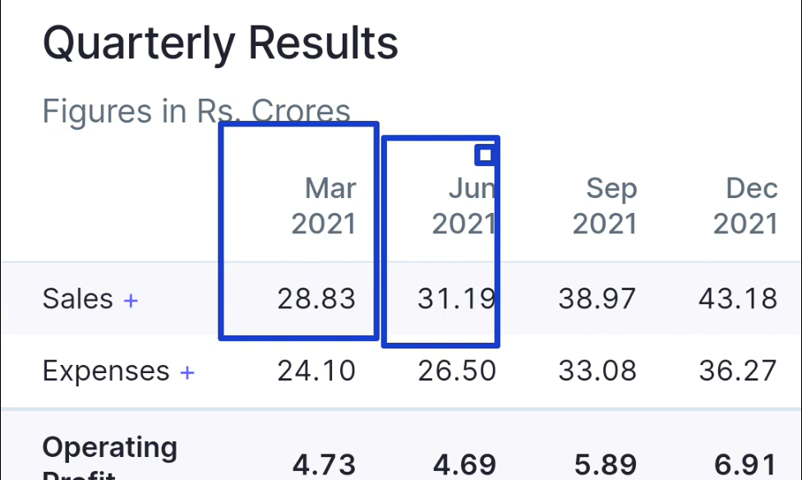 Quarterly Results
Figures in Rs. Crores
Mar Jun Sep Dec
2021 2021 2021 2021
Sales + 28.83 31.19 38.97 43.18
Expenses + 24.10 26.50 33.08 36.27
Operating
Profit 4.73 4.69 5.89 6.91